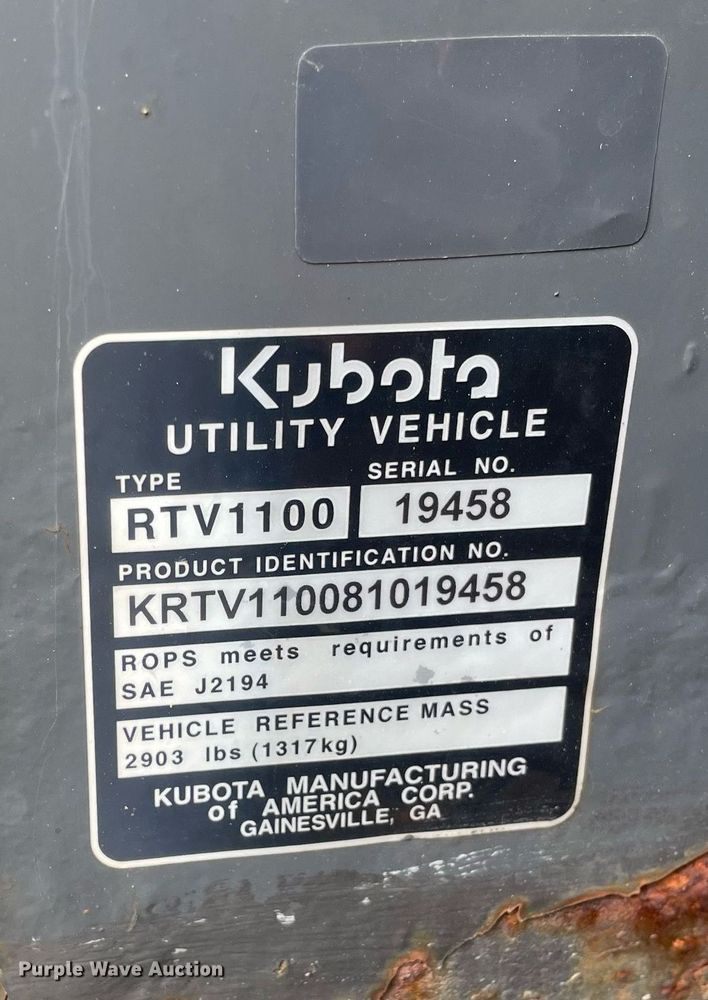 Kubota
UTILITY VEHICLE
TYPE SERIAL NO.
RTV1100 19458
PRODUCT IDENTIFICATION NO.
KRTV110081019458
ROPS meets requirements of
SAE J2194
VEHICLE REFERENCE MASS
2903 lbs (1317kg)
KUBOTA MANUFACTURING
of AMERICA CORP.
GAINESVILLE, GA
Purple Wave Auction